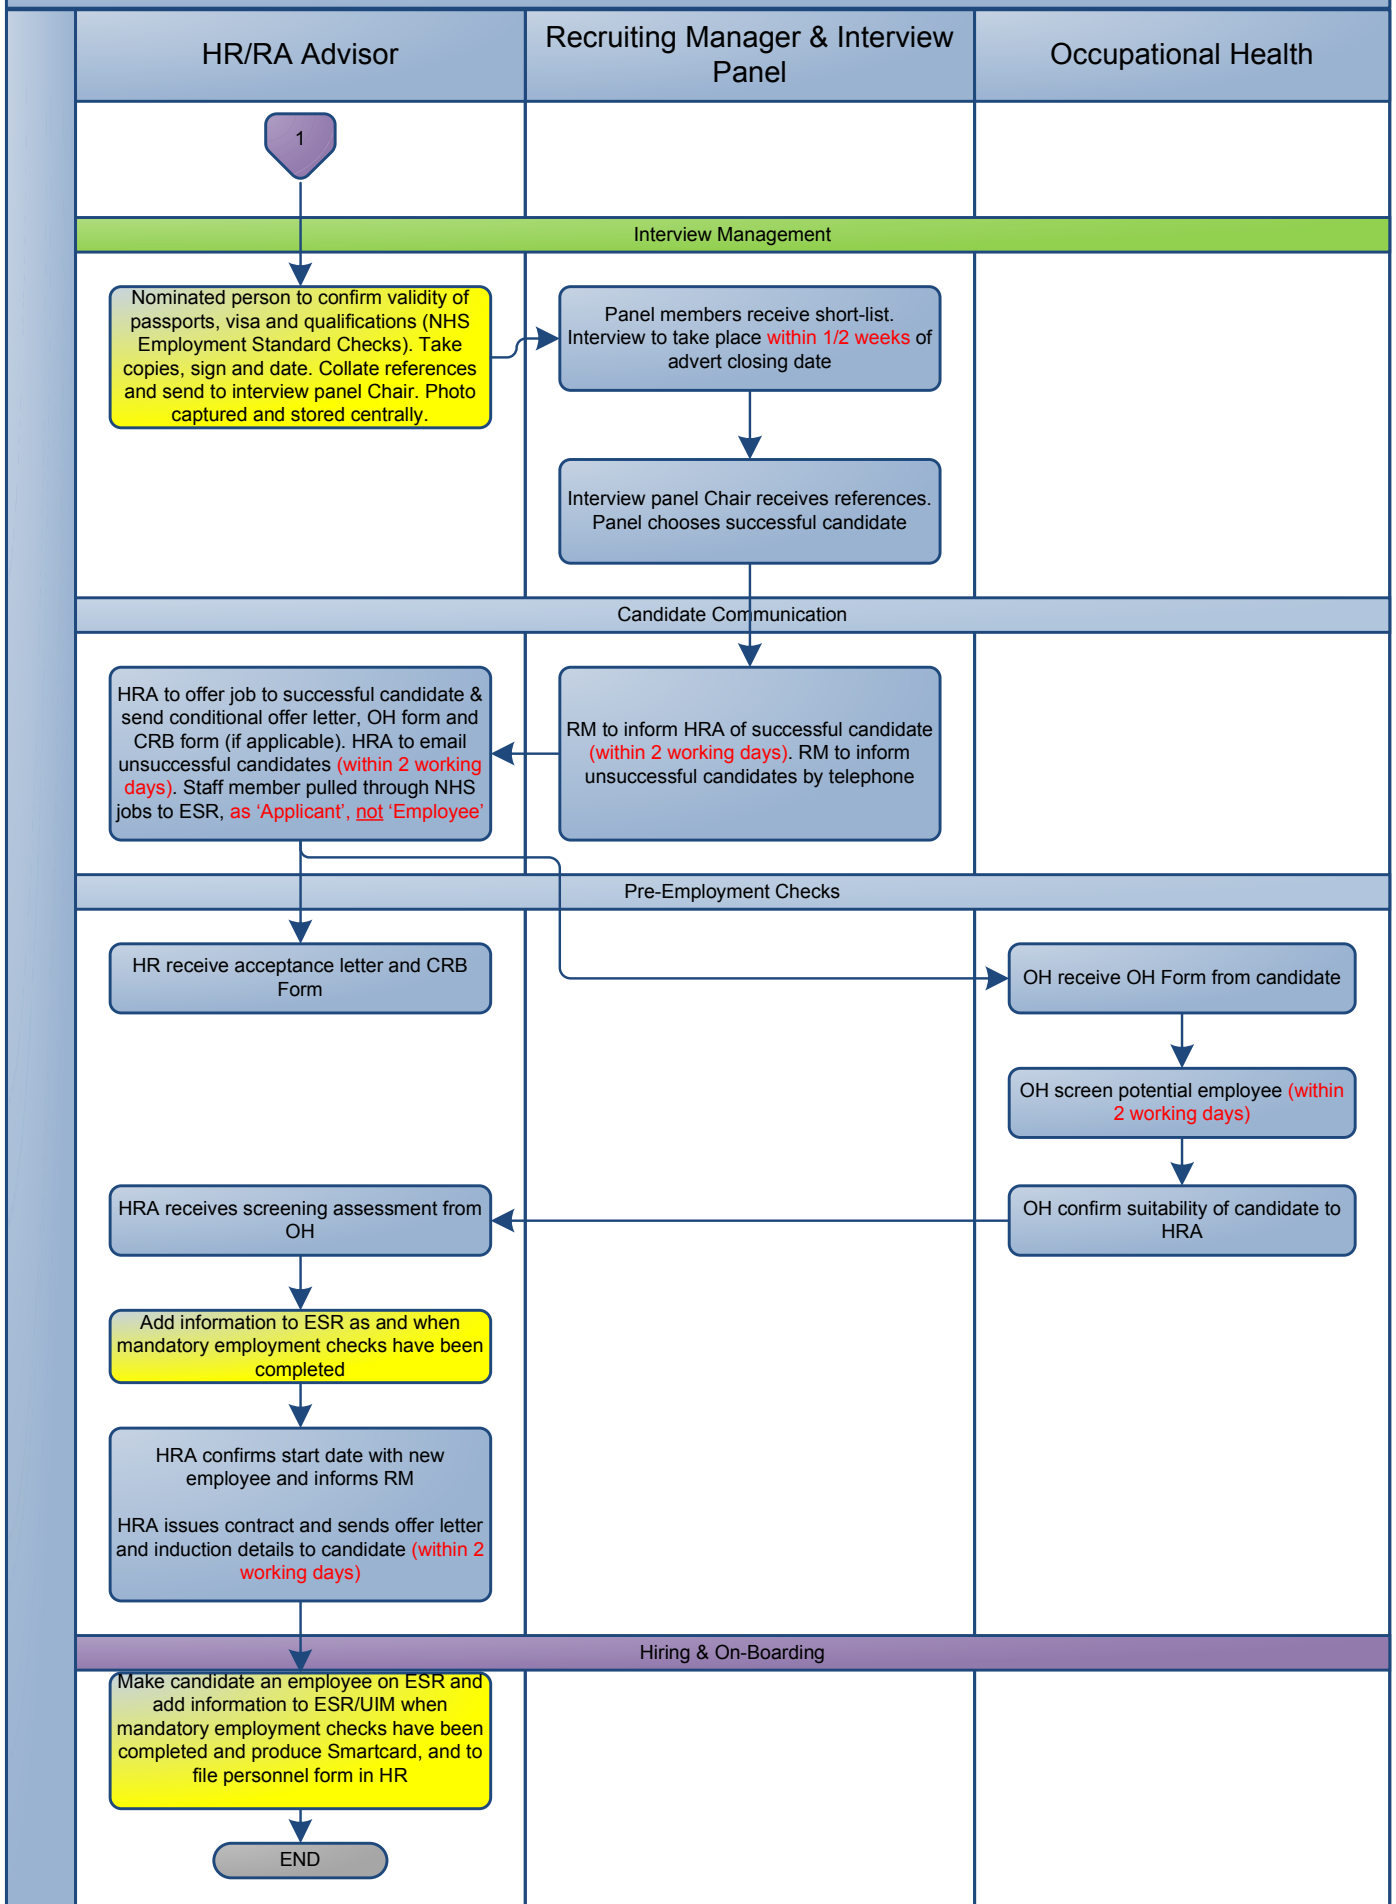 HR/RA Advisor
Recruiting Manager & Interview
Panel
Occupational Health
1
Interview Management
Nominated person to confirm validity of
passports, visa and qualifications (NHS
Employment Standard Checks). Take
copies, sign and date. Collate references
and send to interview panel Chair. Photo
captured and stored centrally.
Panel members receive short-list.
Interview to take place within 1/2 weeks of
advert closing date
Interview panel Chair receives references.
Panel chooses successful candidate
Candidate Communication
HRA to offer job to successful candidate &
send conditional offer letter, OH form and
CRB form (if applicable). HRA to email
unsuccessful candidates (within 2 working
days). Staff member pulled through NHS
jobs to ESR, as ‘Applicant’, not ‘Employee’
RM to inform HRA of successful candidate
(within 2 working days). RM to inform
unsuccessful candidates by telephone
Pre-Employment Checks
HR receive acceptance letter and CRB
Form
OH receive OH Form from candidate
OH screen potential employee (within
2 working days)
HRA receives screening assessment from
OH
OH confirm suitability of candidate to
HRA
Add information to ESR as and when
mandatory employment checks have been
completed
HRA confirms start date with new
employee and informs RM
HRA issues contract and sends offer letter
and induction details to candidate (within 2
working days)
Hiring & On-Boarding
Make candidate an employee on ESR and
add information to ESR/UIM when
mandatory employment checks have been
completed and produce Smartcard, and to
file personnel form in HR
END